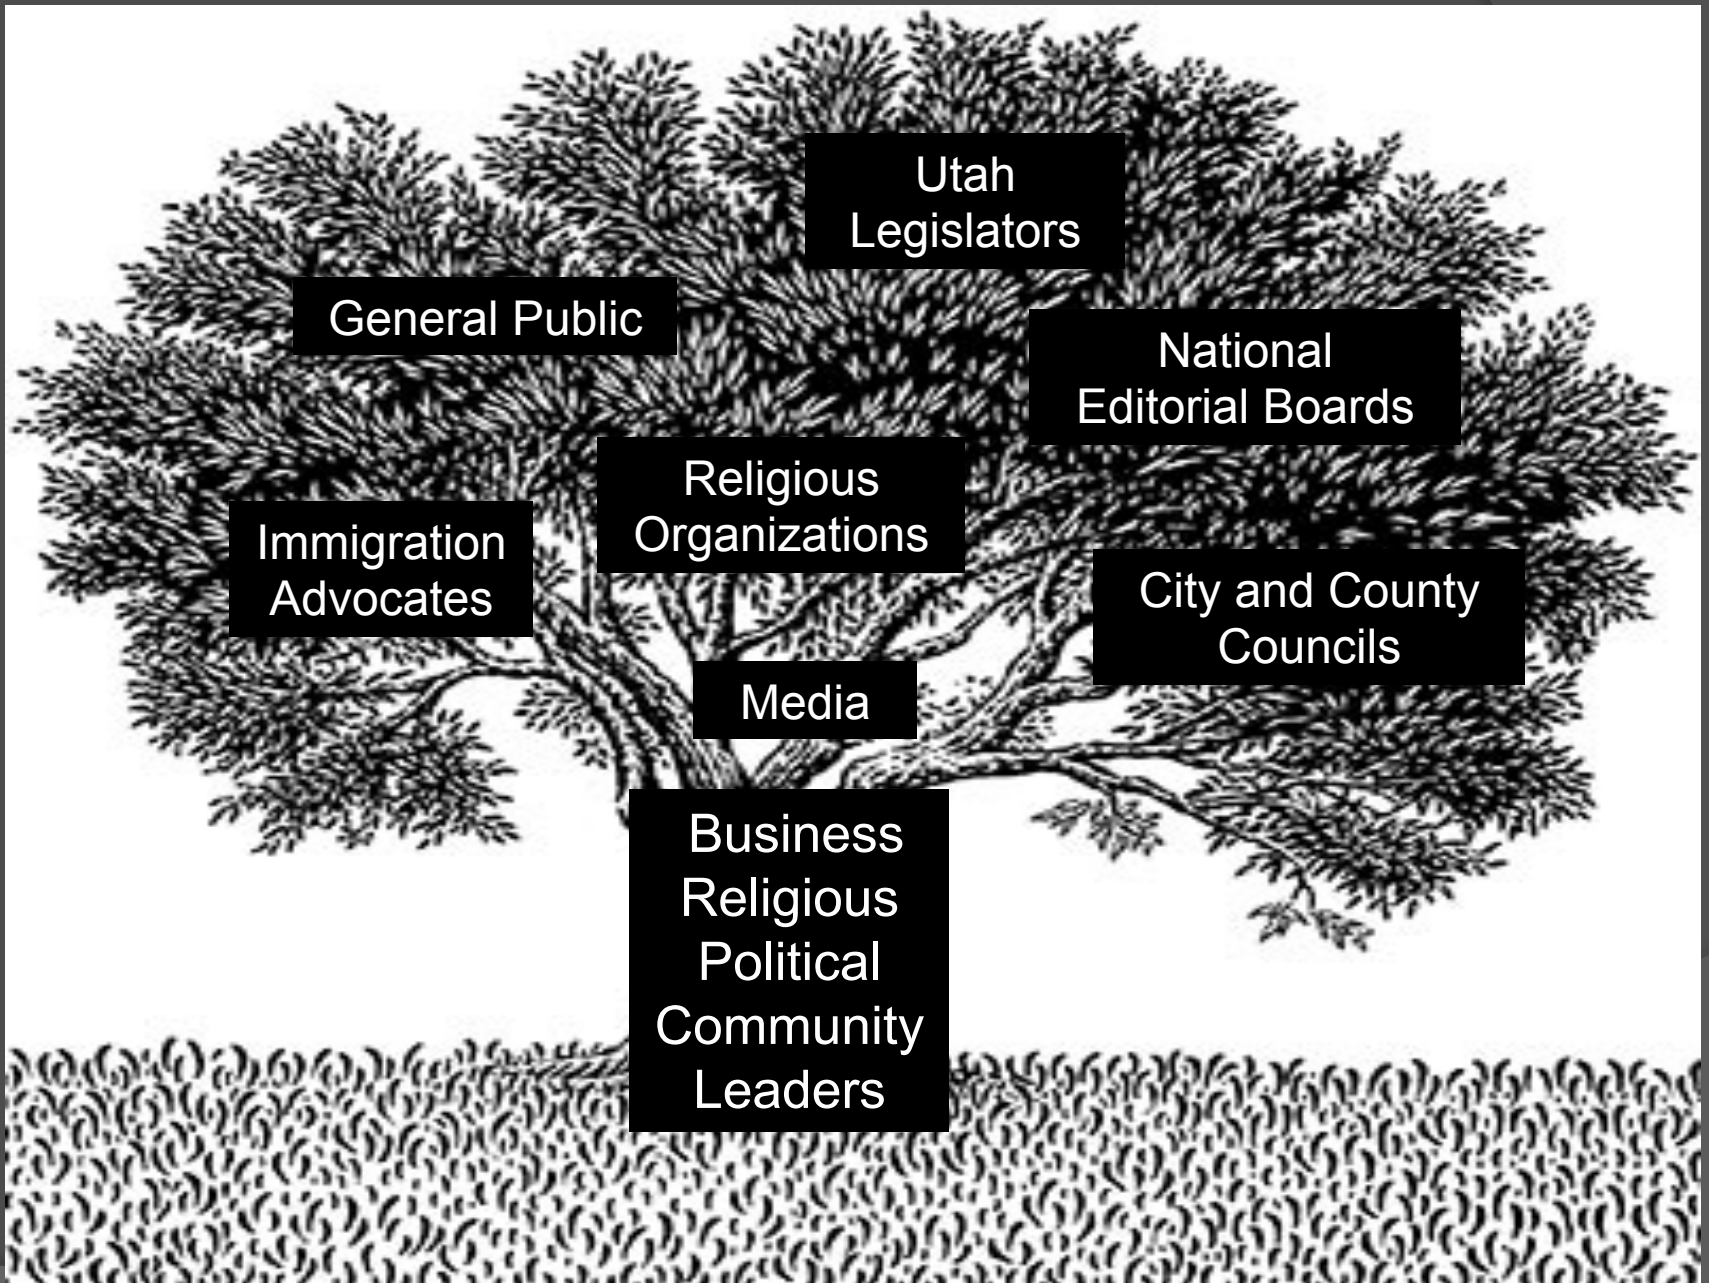 Utah
Legislators
General Public
National
Editorial Boards
Religious
Organizations
Immigration
Advocates
City and County
Councils
Media
Business
Religious
Political
Community
Leaders